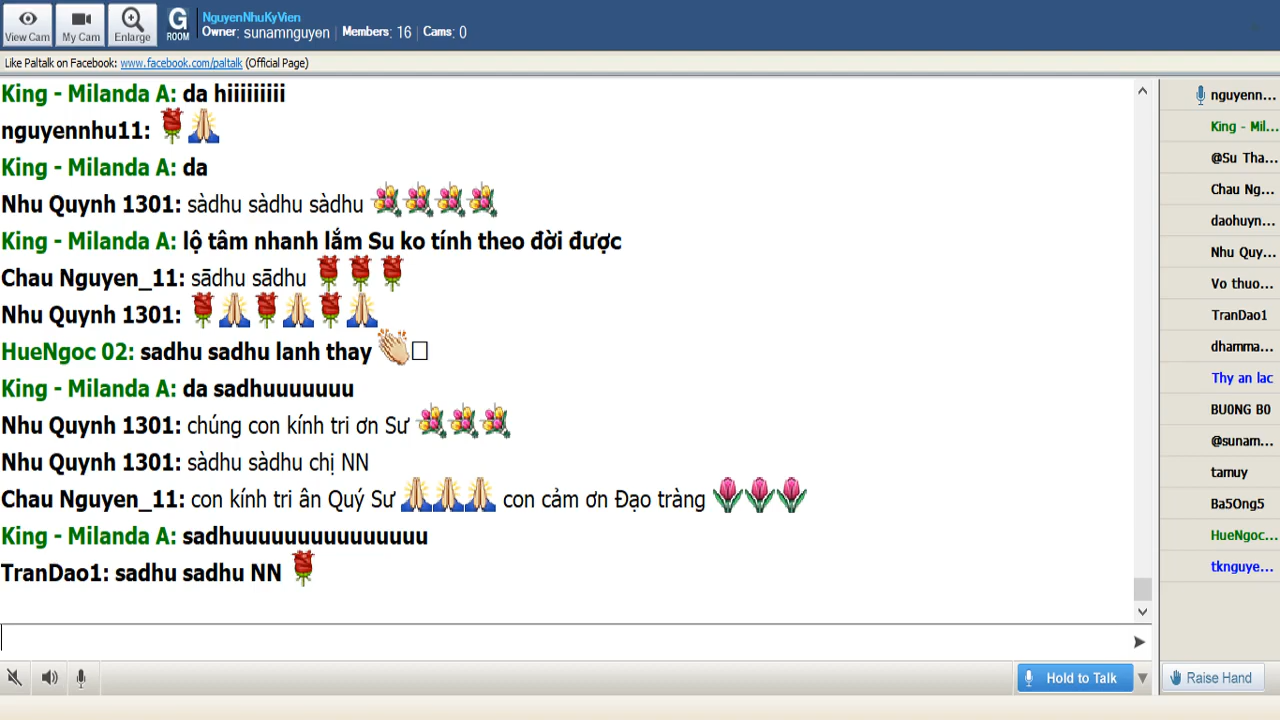 View Cam
My Cam
Enlarge
G
ROOM
NguyenNhuKyVien
Owner: sunamnguyen | Members: 16 | Cams: 0
Like Paltalk on Facebook: www.facebook.com/paltalk (Official Page)
King - Milanda A: da hiiiiiiiii
nguyennhu11: 🌹🙏
King - Milanda A: da
Nhu Quynh 1301: sàdhu sàdhu sàdhu 💐💐💐💐
King - Milanda A: lộ tâm nhanh lắm Su ko tính theo đời được
Chau Nguyen_11: sādhu sādhu 🌹🌹🌹
Nhu Quynh 1301: 🌹🙏🌹🙏🌹🙏
HueNgoc 02: sadhu sadhu lanh thay 👏□
King - Milanda A: da sadhuuuuuuu
Nhu Quynh 1301: chúng con kính tri ơn Sư 💐💐💐
Nhu Quynh 1301: sàdhu sàdhu chị NN
Chau Nguyen_11: con kính tri ân Quý Sư 🙏🙏🙏 con cảm ơn Đạo tràng 🌷🌷🌷
King - Milanda A: sadhuuuuuuuuuuuuuuu
TranDao1: sadhu sadhu NN 🌹
nguyenn...
King - Mil...
@Su Tha...
Chau Ng...
daohuyn...
Nhu Quy...
Vo thuo...
TranDao1
dhamma...
Thy an lac
BU0NG B0
@sunam...
tamuy
Ba5Ong5
HueNgoc...
tknguye...
Hold to Talk
Raise Hand